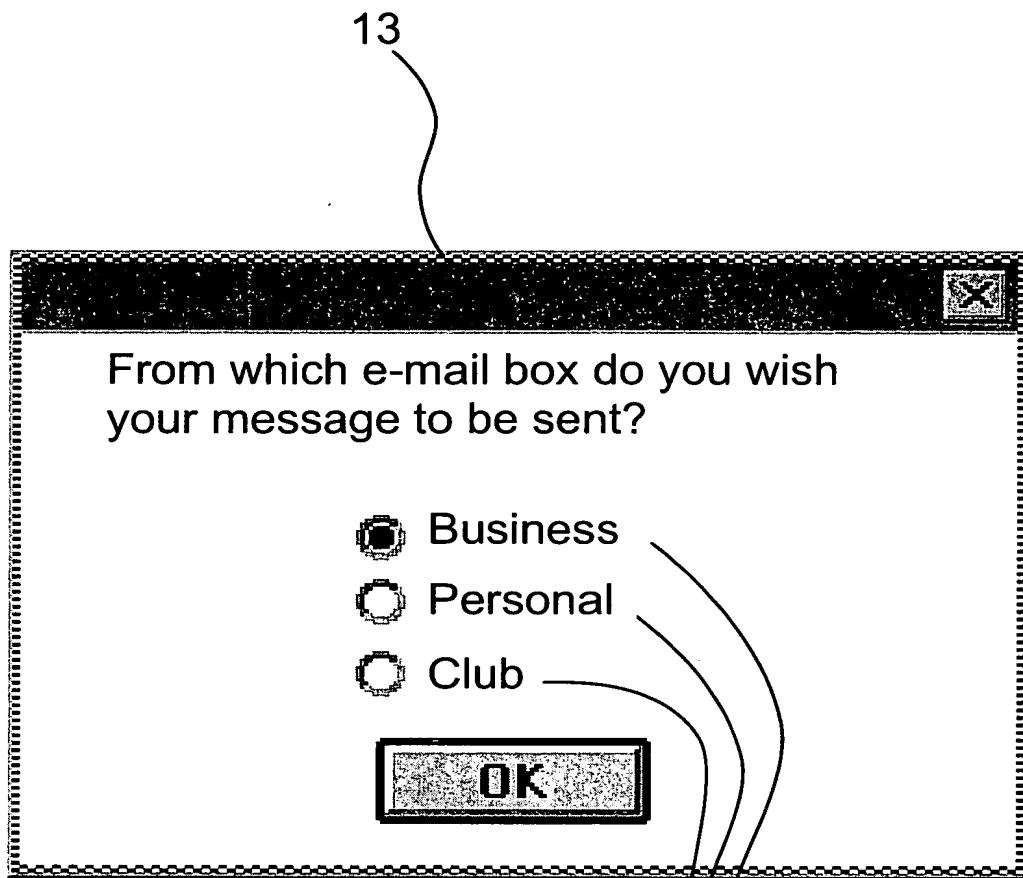 13
From which e-mail box do you wish
your message to be sent?
Business
Personal
Club
OK